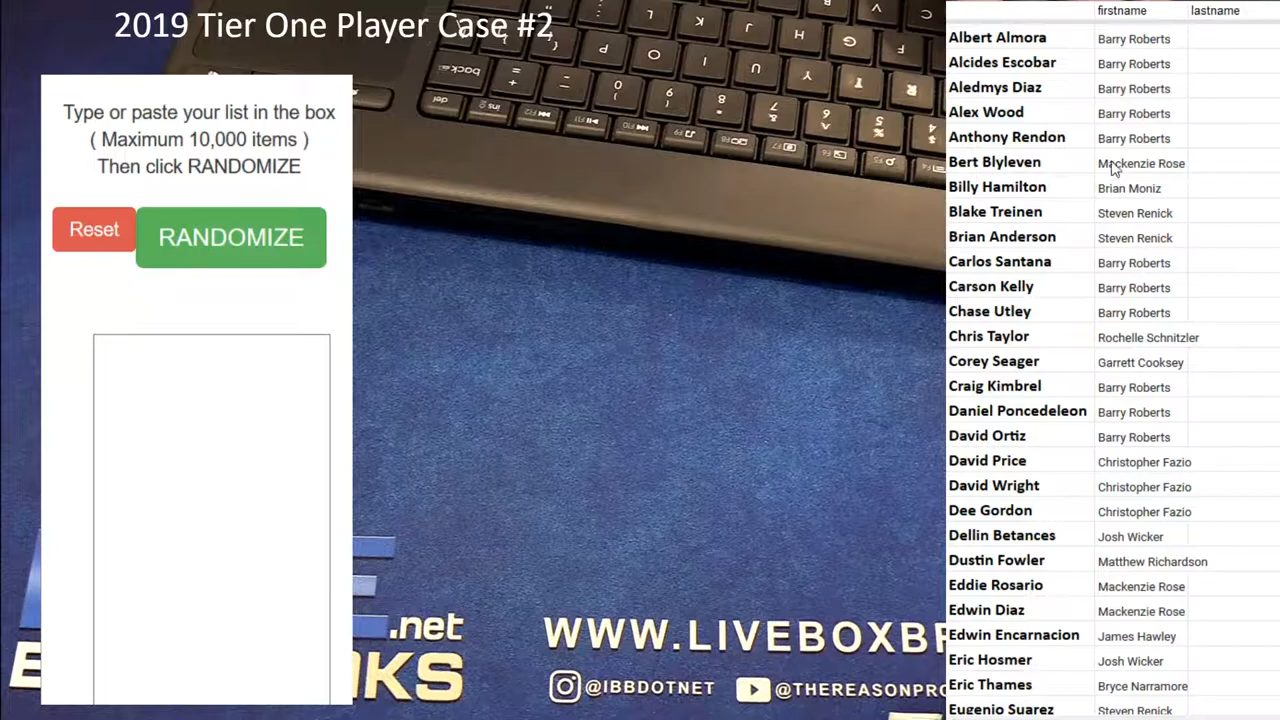 2019 Tier One Player Case #2
Type or paste your list in the box
( Maximum 10,000 items )
Then click RANDOMIZE
Reset
RANDOMIZE
firstname lastname
Albert Almora Barry Roberts
Alcides Escobar Barry Roberts
Aledmys Diaz Barry Roberts
Alex Wood Barry Roberts
Anthony Rendon Barry Roberts
Bert Blyleven Mackenzie Rose
Billy Hamilton Brian Moniz
Blake Treinen Steven Renick
Brian Anderson Steven Renick
Carlos Santana Barry Roberts
Carson Kelly Barry Roberts
Chase Utley Barry Roberts
Chris Taylor Rochelle Schnitzler
Corey Seager Garrett Cooksey
Craig Kimbrel Barry Roberts
Daniel Poncedeleon Barry Roberts
David Ortiz Barry Roberts
David Price Christopher Fazio
David Wright Christopher Fazio
Dee Gordon Christopher Fazio
Dellin Betances Josh Wicker
Dustin Fowler Matthew Richardson
Eddie Rosario Mackenzie Rose
Edwin Diaz Mackenzie Rose
Edwin Encarnacion James Hawley
Eric Hosmer Josh Wicker
Eric Thames Bryce Narramore
Eugenio Suarez Steven Renick
.net
WWW.LIVEBOXB
@IBBDOTNET @THEREASONPRO